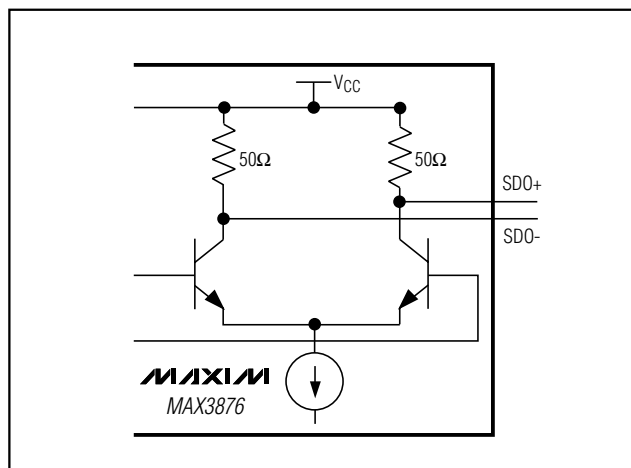 VCC
50Ω
50Ω
SDO+
SDO-
MAXIM
MAX3876